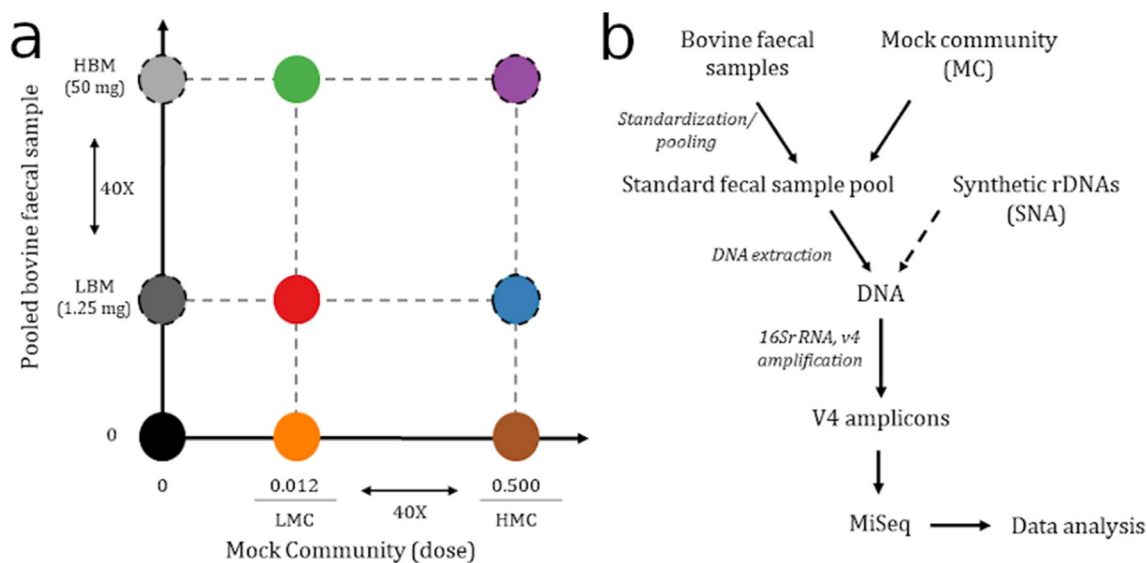 a
Pooled bovine faecal sample
HBM
(50 mg)
40X
LBM
(1.25 mg)
0
0
0.012
LMC
40X
0.500
HMC
Mock Community (dose)
b
Bovine faecal
samples
Mock community
(MC)
Standardization/
pooling
Standard fecal sample pool
Synthetic rDNAs
(SNA)
DNA extraction
DNA
16Sr RNA, v4
amplification
V4 amplicons
MiSeq
Data analysis